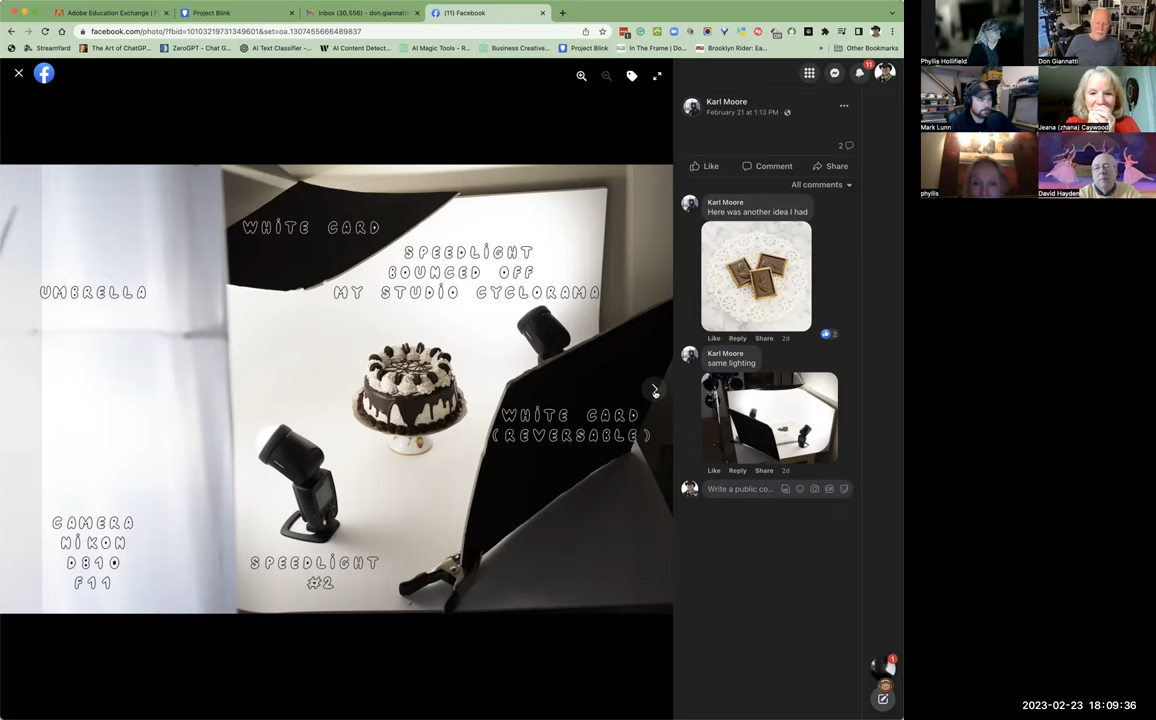 Adobe Education Exchange | F
Project Blink
Inbox (30,556) - don.giannatti
(11) Facebook
facebook.com/photo/?fbid=10103219731349601&set=oa.1307455666489837
StreamYard
The Art of ChatGP...
ZeroGPT - Chat G...
AI Text Classifier -...
AI Content Detect...
AI Magic Tools - R...
Business Creative...
Project Blink
In The Frame | Do...
Brooklyn Rider: Ea...
»
Other Bookmarks
11
Karl Moore
February 21 at 1:13 PM ·
2
Like
Comment
Share
All comments
Karl Moore
Here was another idea I had
Like Reply Share 2d
2
Karl Moore
same lighting
Like Reply Share 2d
Write a public co...
1
WHITE CARD
SPEEDLIGHT
BOUNCED OFF
MY STUDIO CYCLORAMA
UMBRELLA
WHITE CARD
(REVERSABLE)
CAMERA
NIKON
D810
F11
SPEEDLIGHT
#2
Phyllis Hollifield
Don Giannatti
Mark Lunn
Jeana (zhana) Caywood
phyllis
David Hayden
2023-02-23 18:09:36